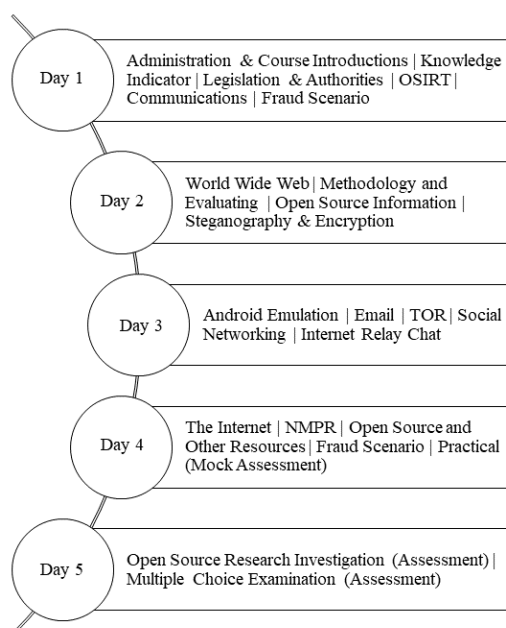 Day 1
Administration & Course Introductions | Knowledge
Indicator | Legislation & Authorities | OSIRT |
Communications | Fraud Scenario
Day 2
World Wide Web | Methodology and
Evaluating | Open Source Information |
Steganography & Encryption
Day 3
Android Emulation | Email | TOR | Social
Networking | Internet Relay Chat
Day 4
The Internet | NMPR | Open Source and
Other Resources | Fraud Scenario | Practical
(Mock Assessment)
Day 5
Open Source Research Investigation (Assessment) |
Multiple Choice Examination (Assessment)